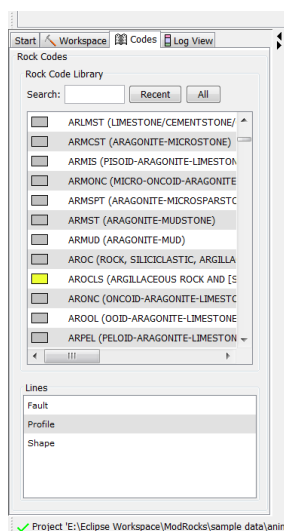 Start Workspace Codes Log View
Rock Codes
Rock Code Library
Search: Recent All
ARLMST (LIMESTONE/CEMENTSTONE/
ARMCST (ARAGONITE-MICROSTONE)
ARMIS (PISOID-ARAGONITE-LIMESTON
ARMONC (MICRO-ONCOID-ARAGONITE
ARMSPT (ARAGONITE-MICROSPARSTO
ARMST (ARAGONITE-MUDSTONE)
ARMUD (ARAGONITE-MUD)
AROC (ROCK, SILICICLASTIC, ARGILLA
AROCLS (ARGILLACEOUS ROCK AND [S
ARONC (ONCOID-ARAGONITE-LIMESTO
AROOL (OOID-ARAGONITE-LIMESTONE
ARPEL (PELOID-ARAGONITE-LIMESTON
Lines
Fault
Profile
Shape
Project 'E:\Eclipse Workspace\ModRocks\sample data\anim